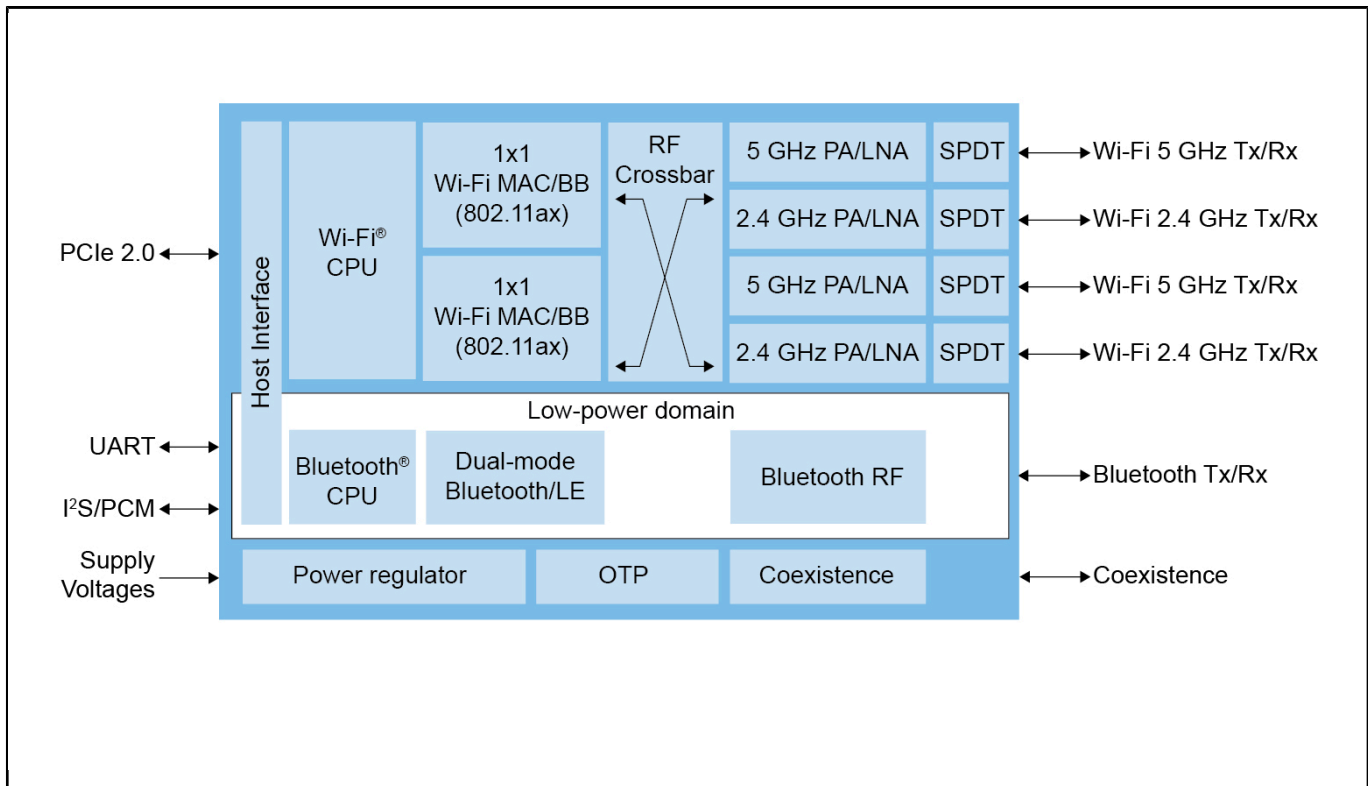 PCIe 2.0
UART
I²S/PCM
Supply
Voltages
Host Interface
Wi-Fi®
CPU
1x1
Wi-Fi MAC/BB
(802.11ax)
1x1
Wi-Fi MAC/BB
(802.11ax)
RF
Crossbar
5 GHz PA/LNA
SPDT
Wi-Fi 5 GHz Tx/Rx
2.4 GHz PA/LNA
SPDT
Wi-Fi 2.4 GHz Tx/Rx
5 GHz PA/LNA
SPDT
Wi-Fi 5 GHz Tx/Rx
2.4 GHz PA/LNA
SPDT
Wi-Fi 2.4 GHz Tx/Rx
Low-power domain
Bluetooth®
CPU
Dual-mode
Bluetooth/LE
Bluetooth RF
Bluetooth Tx/Rx
Power regulator
OTP
Coexistence
Coexistence